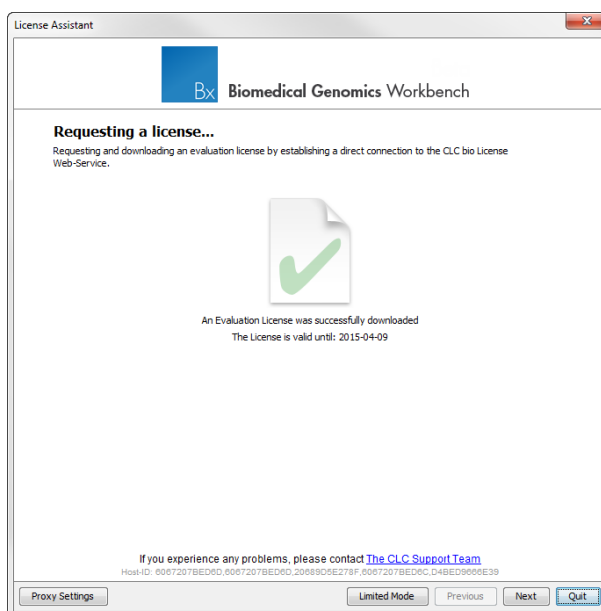 License Assistant
Bx Biomedical Genomics Workbench
Requesting a license...
Requesting and downloading an evaluation license by establishing a direct connection to the CLC bio License
Web-Service.
An Evaluation License was successfully downloaded
The License is valid until: 2015-04-09
If you experience any problems, please contact The CLC Support Team
Host-ID: 6067207BED6D,6067207BED6D,20689D5E278F,6067207BED6C,D4BED9666E39
Proxy Settings Limited Mode Previous Next Quit